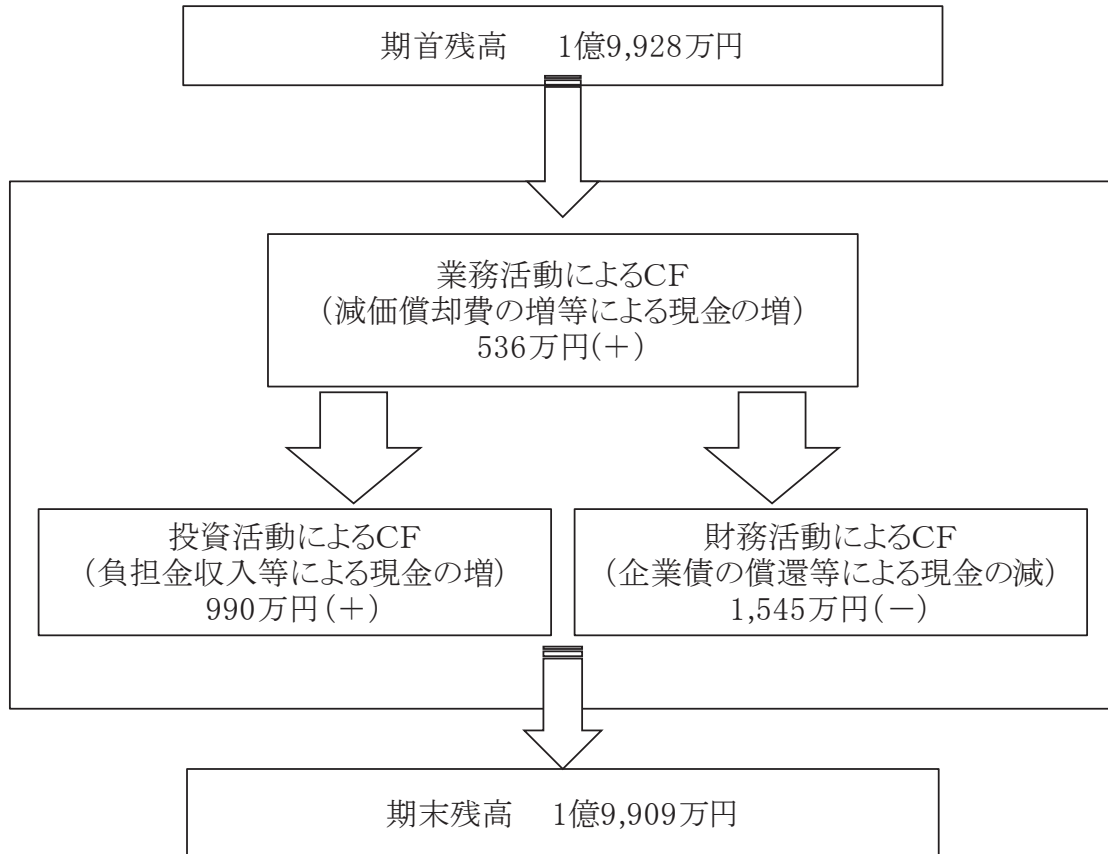 期首残高　1億9,928万円
業務活動によるCF
（減価償却費の増等による現金の増）
536万円（＋）
投資活動によるCF
（負担金収入等による現金の増）
990万円（＋）
財務活動によるCF
（企業債の償還等による現金の減）
1,545万円（－）
期末残高　1億9,909万円